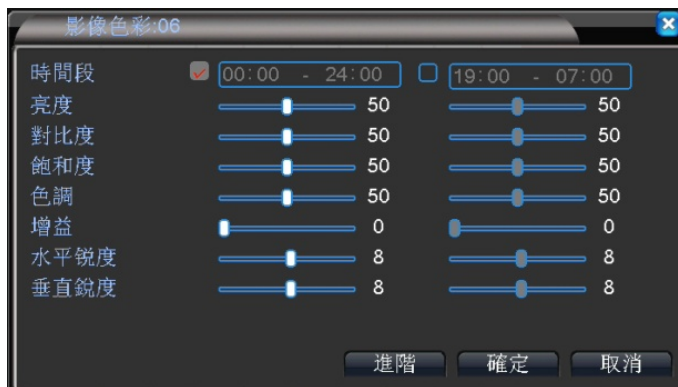 影像色彩:06
時間段 00:00 - 24:00 19:00 - 07:00
亮度 50 50
對比度 50 50
飽和度 50 50
色調 50 50
增益 0 0
水平锐度 8 8
垂直銳度 8 8
進階 確定 取消